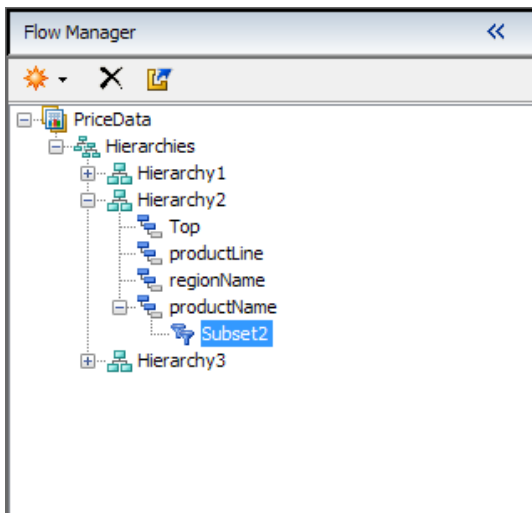 Flow Manager
PriceData
Hierarchies
Hierarchy1
Hierarchy2
Top
productLine
regionName
productName
Subset2
Hierarchy3